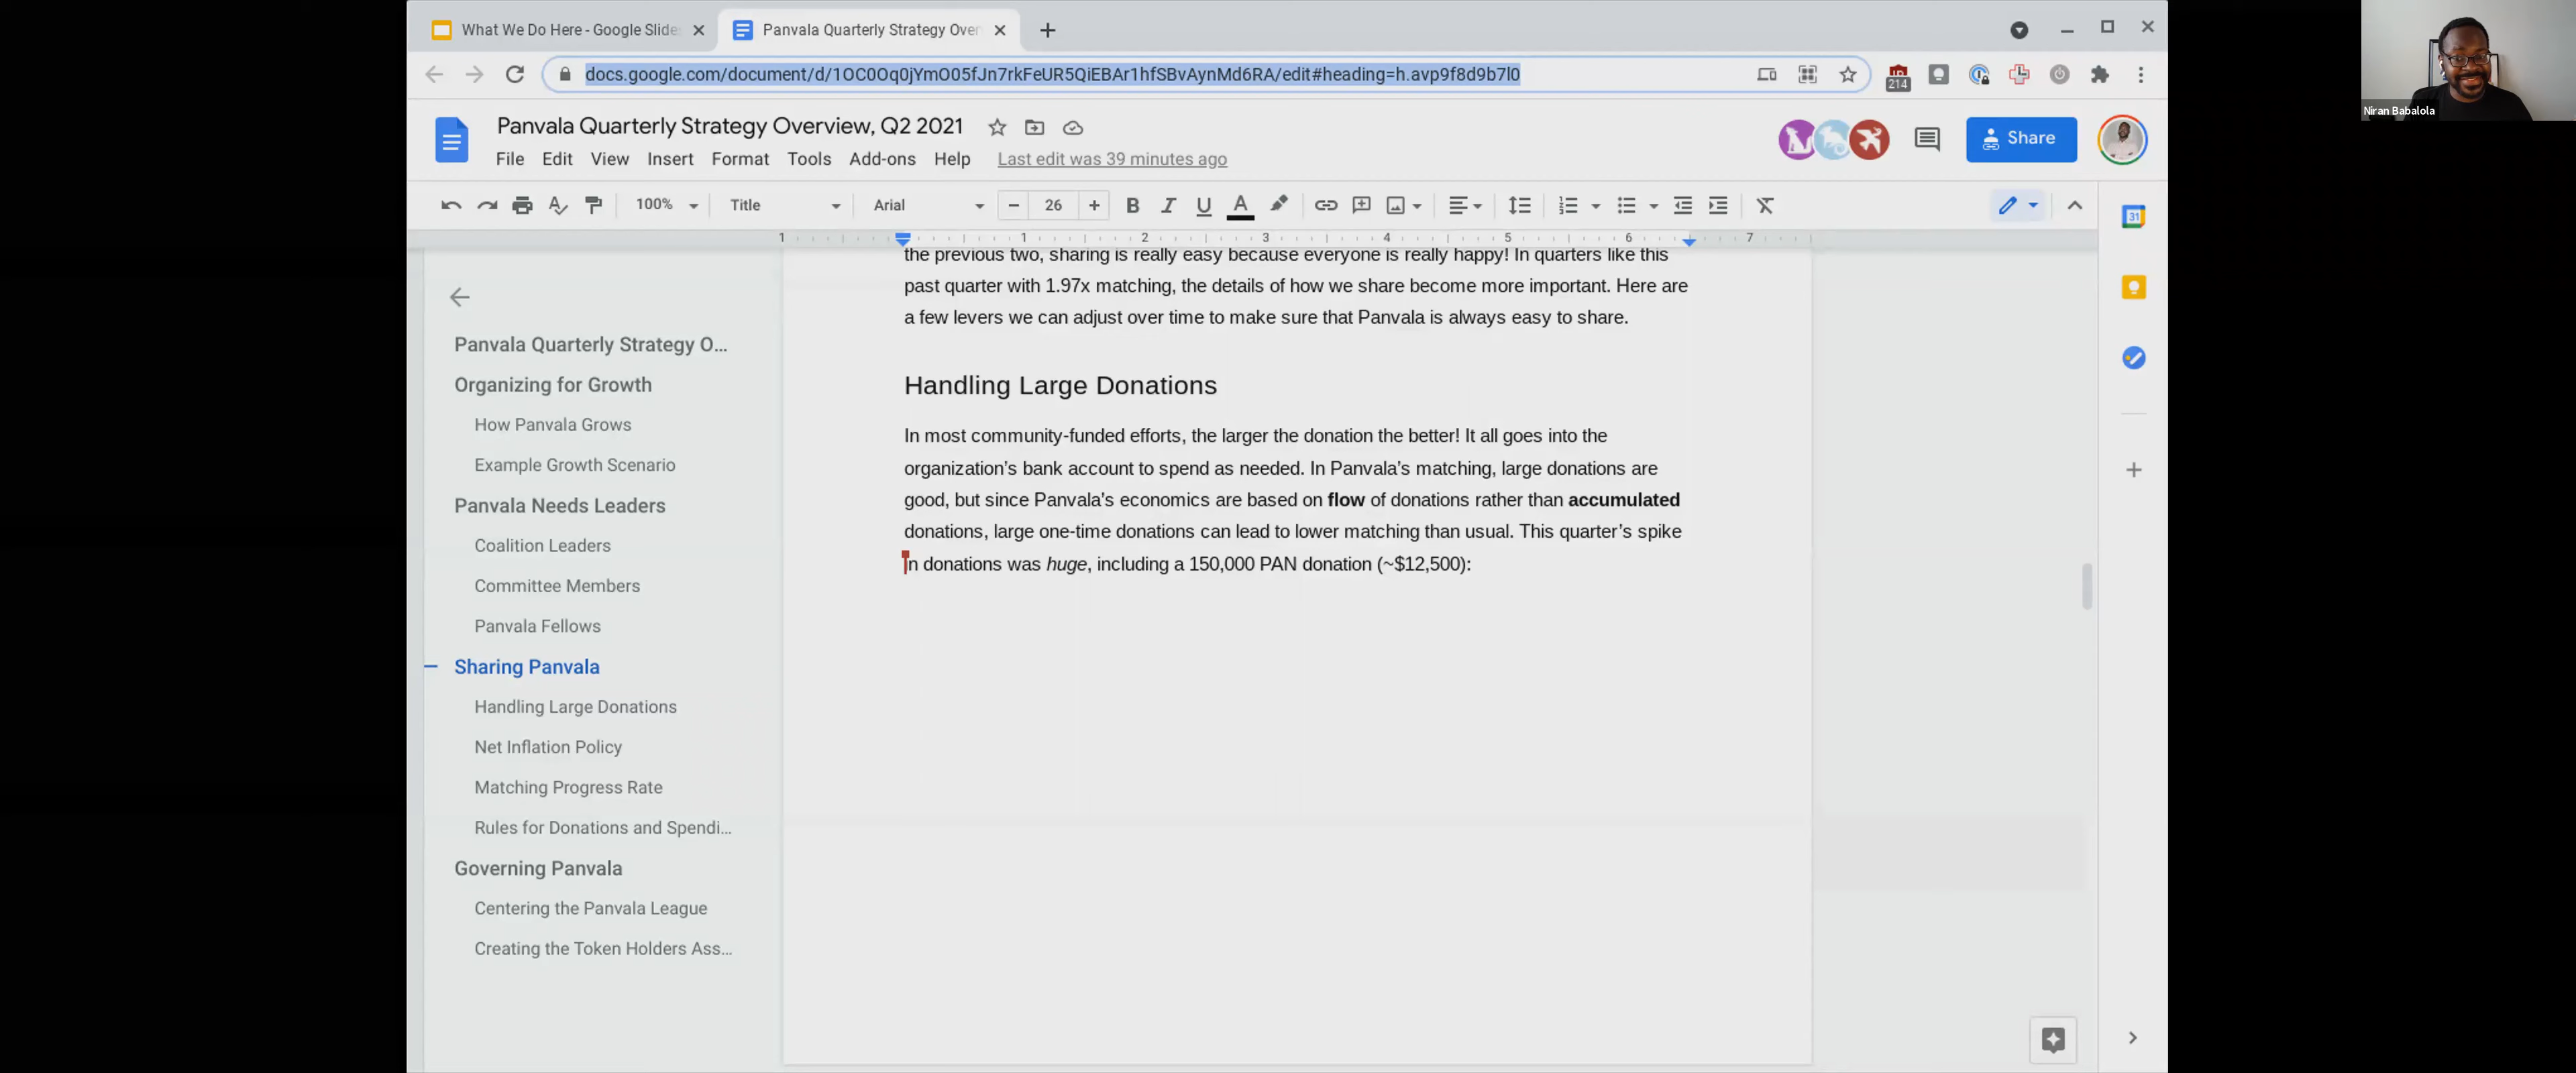 What We Do Here - Google Slides
Panvala Quarterly Strategy Over
docs.google.com/document/d/1OC0Oq0jYmO05fJn7rkFeUR5QiEBAr1hfSBvAynMd6RA/edit#heading=h.avp9f8d9b7l0
214
Niran Babalola
Panvala Quarterly Strategy Overview, Q2 2021
File Edit View Insert Format Tools Add-ons Help Last edit was 39 minutes ago
Share
100% Title Arial 26
1 1 2 3 4 5 6 7
31
Panvala Quarterly Strategy O...
Organizing for Growth
How Panvala Grows
Example Growth Scenario
Panvala Needs Leaders
Coalition Leaders
Committee Members
Panvala Fellows
Sharing Panvala
Handling Large Donations
Net Inflation Policy
Matching Progress Rate
Rules for Donations and Spendi...
Governing Panvala
Centering the Panvala League
Creating the Token Holders Ass...
the previous two, sharing is really easy because everyone is really happy! In quarters like this
past quarter with 1.97x matching, the details of how we share become more important. Here are
a few levers we can adjust over time to make sure that Panvala is always easy to share.
Handling Large Donations
In most community-funded efforts, the larger the donation the better! It all goes into the
organization's bank account to spend as needed. In Panvala's matching, large donations are
good, but since Panvala's economics are based on flow of donations rather than accumulated
donations, large one-time donations can lead to lower matching than usual. This quarter's spike
in donations was huge, including a 150,000 PAN donation (~$12,500):